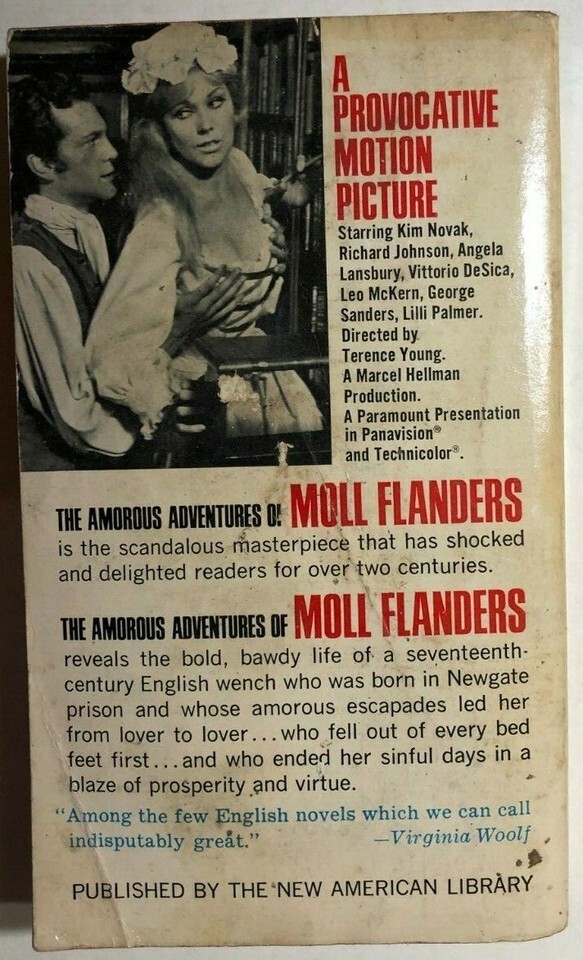 A
PROVOCATIVE
MOTION
PICTURE
Starring Kim Novak,
Richard Johnson, Angela
Lansbury, Vittorio DeSica,
Leo McKern, George
Sanders, Lilli Palmer.
Directed by
Terence Young.
A Marcel Hellman
Production.
A Paramount Presentation
in Panavision®
and Technicolor®.
THE AMOROUS ADVENTURES OF MOLL FLANDERS
is the scandalous masterpiece that has shocked
and delighted readers for over two centuries.
THE AMOROUS ADVENTURES OF MOLL FLANDERS
reveals the bold, bawdy life of a seventeenth-
century English wench who was born in Newgate
prison and whose amorous escapades led her
from lover to lover...who fell out of every bed
feet first...and who ended her sinful days in a
blaze of prosperity and virtue.
"Among the few English novels which we can call
indisputably great." —Virginia Woolf
PUBLISHED BY THE NEW AMERICAN LIBRARY